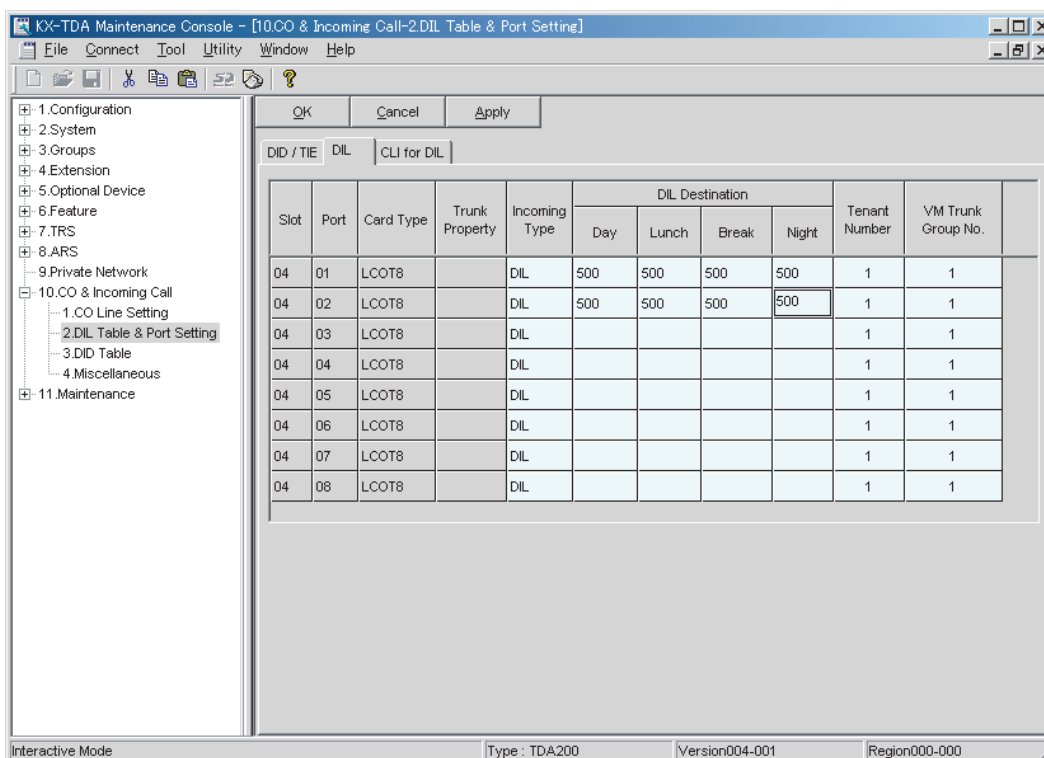 KX-TDA Maintenance Console - [10.CO & Incoming Call-2.DIL Table & Port Setting]
File Connect Tool Utility Window Help
1.Configuration
2.System
3.Groups
4.Extension
5.Optional Device
6.Feature
7.TRS
8.ARS
9.Private Network
10.CO & Incoming Call
1.CO Line Setting
2.DIL Table & Port Setting
3.DID Table
4.Miscellaneous
11.Maintenance
OK Cancel Apply
DID / TIE DIL CLI for DIL
Slot Port Card Type Trunk Property Incoming Type DIL Destination Tenant Number VM Trunk Group No.
Day Lunch Break Night
04 01 LCOT8 DIL 500 500 500 500 1 1
04 02 LCOT8 DIL 500 500 500 500 1 1
04 03 LCOT8 DIL 1 1
04 04 LCOT8 DIL 1 1
04 05 LCOT8 DIL 1 1
04 06 LCOT8 DIL 1 1
04 07 LCOT8 DIL 1 1
04 08 LCOT8 DIL 1 1
Interactive Mode Type : TDA200 Version004-001 Region000-000